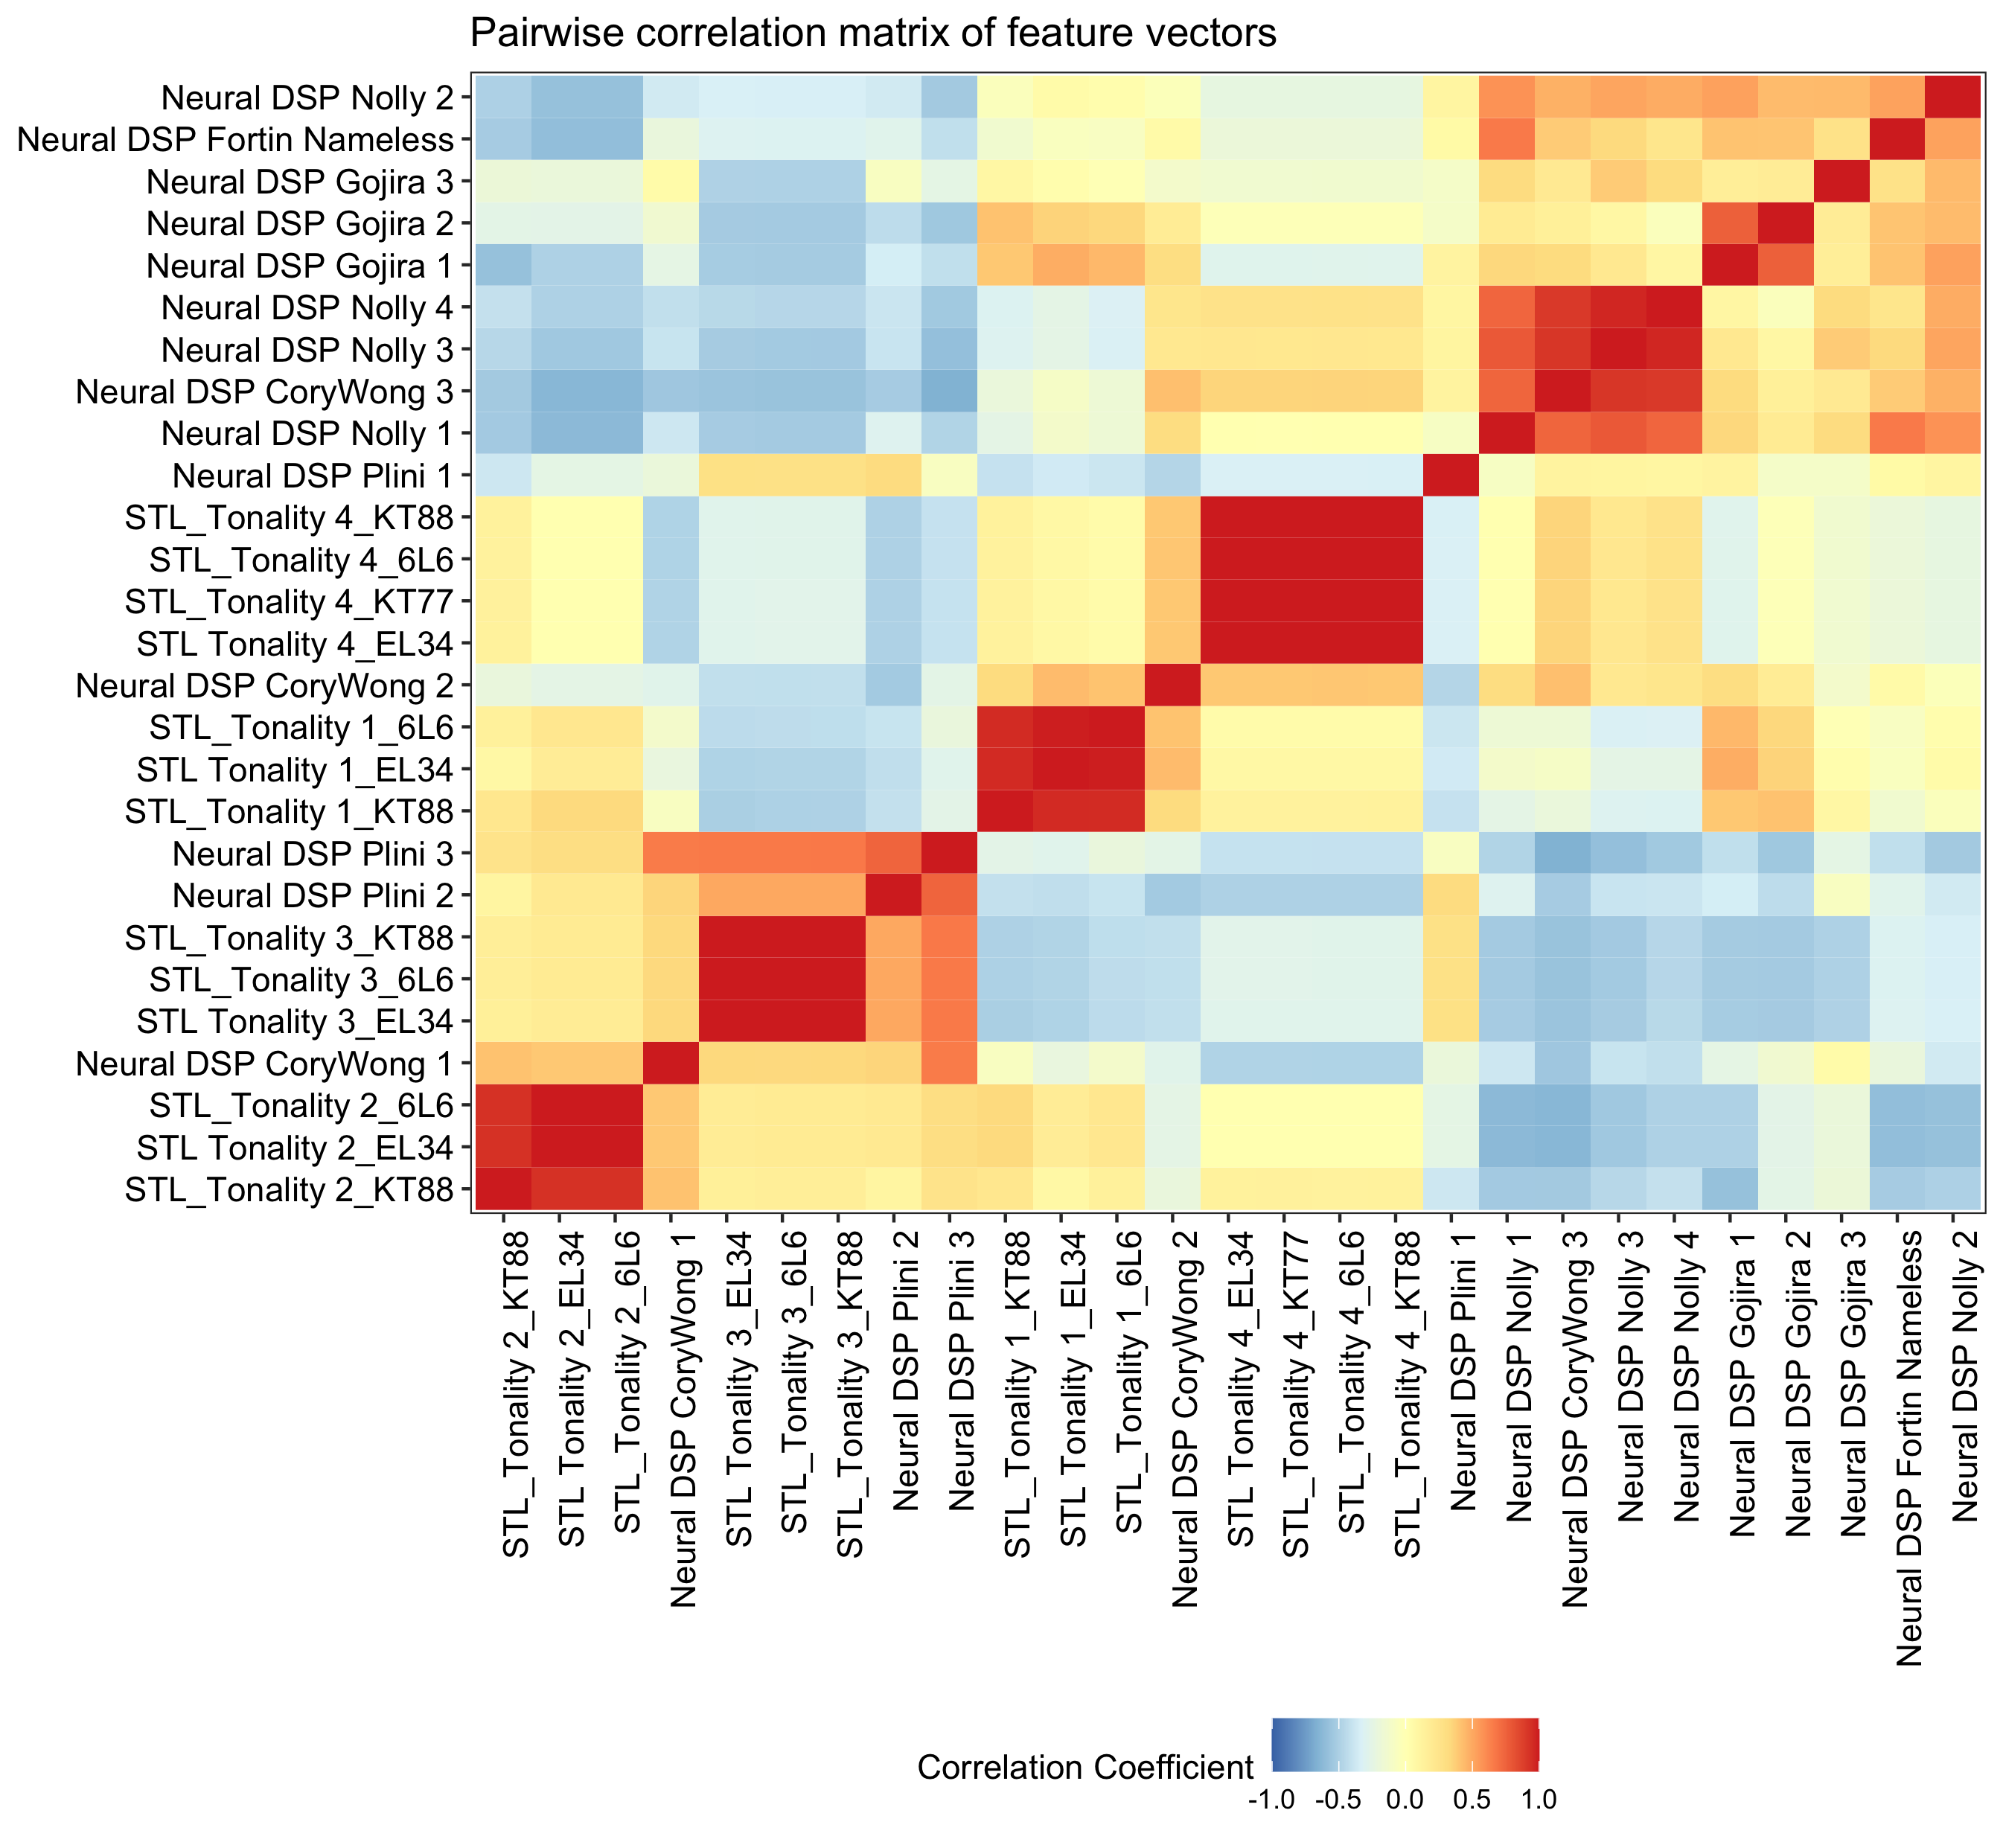 Pairwise correlation matrix of feature vectors
Neural DSP Nolly 2
Neural DSP Fortin Nameless
Neural DSP Gojira 3
Neural DSP Gojira 2
Neural DSP Gojira 1
Neural DSP Nolly 4
Neural DSP Nolly 3
Neural DSP CoryWong 3
Neural DSP Nolly 1
Neural DSP Plini 1
STL_Tonality 4_KT88
STL_Tonality 4_6L6
STL_Tonality 4_KT77
STL Tonality 4_EL34
Neural DSP CoryWong 2
STL_Tonality 1_6L6
STL Tonality 1_EL34
STL_Tonality 1_KT88
Neural DSP Plini 3
Neural DSP Plini 2
STL_Tonality 3_KT88
STL_Tonality 3_6L6
STL Tonality 3_EL34
Neural DSP CoryWong 1
STL_Tonality 2_6L6
STL Tonality 2_EL34
STL_Tonality 2_KT88
STL_Tonality 2_KT88
STL Tonality 2_EL34
STL_Tonality 2_6L6
Neural DSP CoryWong 1
STL Tonality 3_EL34
STL_Tonality 3_6L6
STL_Tonality 3_KT88
Neural DSP Plini 2
Neural DSP Plini 3
STL_Tonality 1_KT88
STL Tonality 1_EL34
STL_Tonality 1_6L6
Neural DSP CoryWong 2
STL Tonality 4_EL34
STL_Tonality 4_KT77
STL_Tonality 4_6L6
STL_Tonality 4_KT88
Neural DSP Plini 1
Neural DSP Nolly 1
Neural DSP CoryWong 3
Neural DSP Nolly 3
Neural DSP Nolly 4
Neural DSP Gojira 1
Neural DSP Gojira 2
Neural DSP Gojira 3
Neural DSP Fortin Nameless
Neural DSP Nolly 2
Correlation Coefficient
-1.0 -0.5 0.0 0.5 1.0